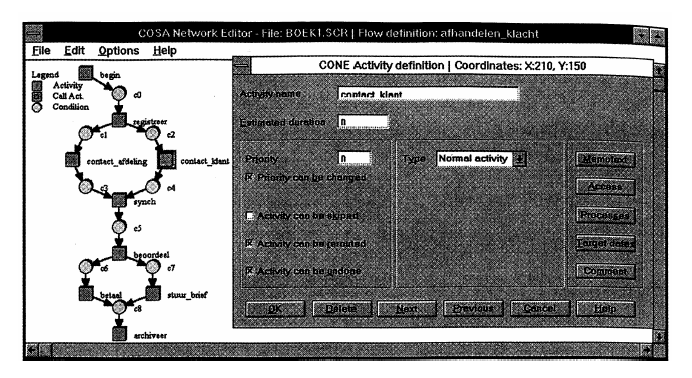 COSA Network Editor - File: BOEK1.SCR | Flow definition: afhandelen_klacht
File Edit Options Help
Legend
Activity
Call Act.
Condition
begin
c0
registreer
c1 c2
contact_afdeling contact_klant
c3 c4
synch
c5
beoordeel
c6 c7
betaal stuur_brief
c8
archiveer
CONE Activity definition | Coordinates: X:210, Y:150
Activity name contact_klant
Estimated duration 0
Priority 0 Type Normal activity
Priority can be changed
Activity can be skiped
Activity can be repeated
Activity can be undone
Memotext
Access
Processes
Target dates
Comment
OK Delete Next Previous Cancel Help